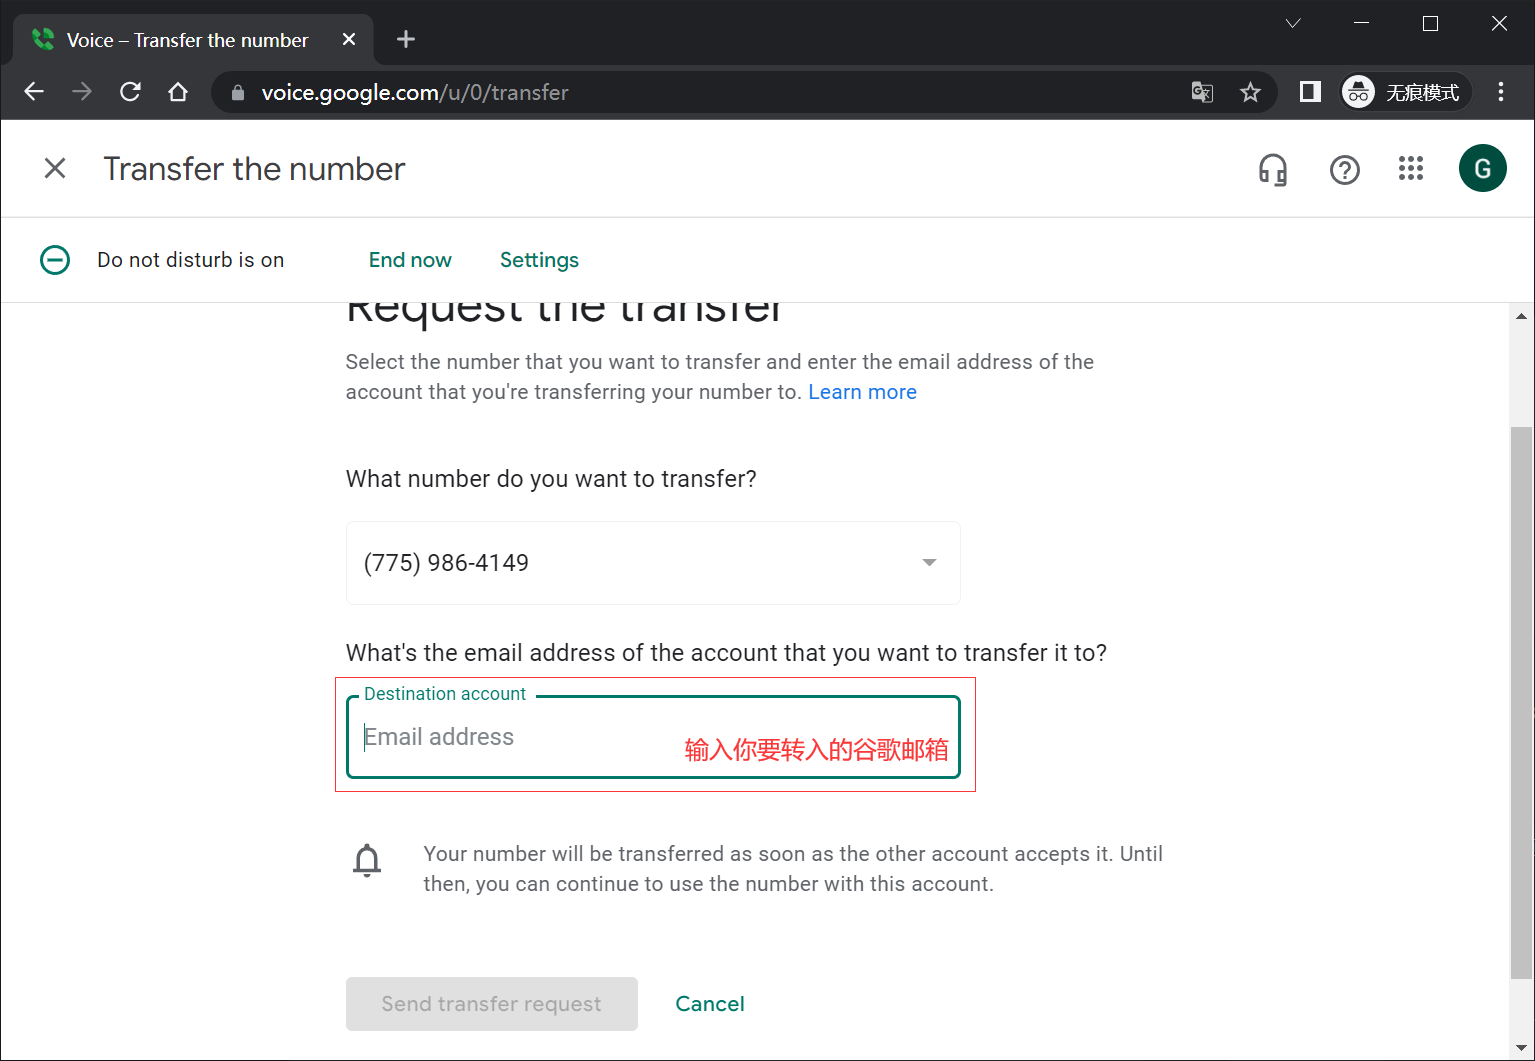 Voice – Transfer the number
voice.google.com/u/0/transfer
无痕模式
Transfer the number
G
Do not disturb is on
End now
Settings
Request the transfer
Select the number that you want to transfer and enter the email address of the
account that you're transferring your number to. Learn more
What number do you want to transfer?
(775) 986-4149
What's the email address of the account that you want to transfer it to?
Destination account
Email address
输入你要转入的谷歌邮箱
Your number will be transferred as soon as the other account accepts it. Until
then, you can continue to use the number with this account.
Send transfer request
Cancel